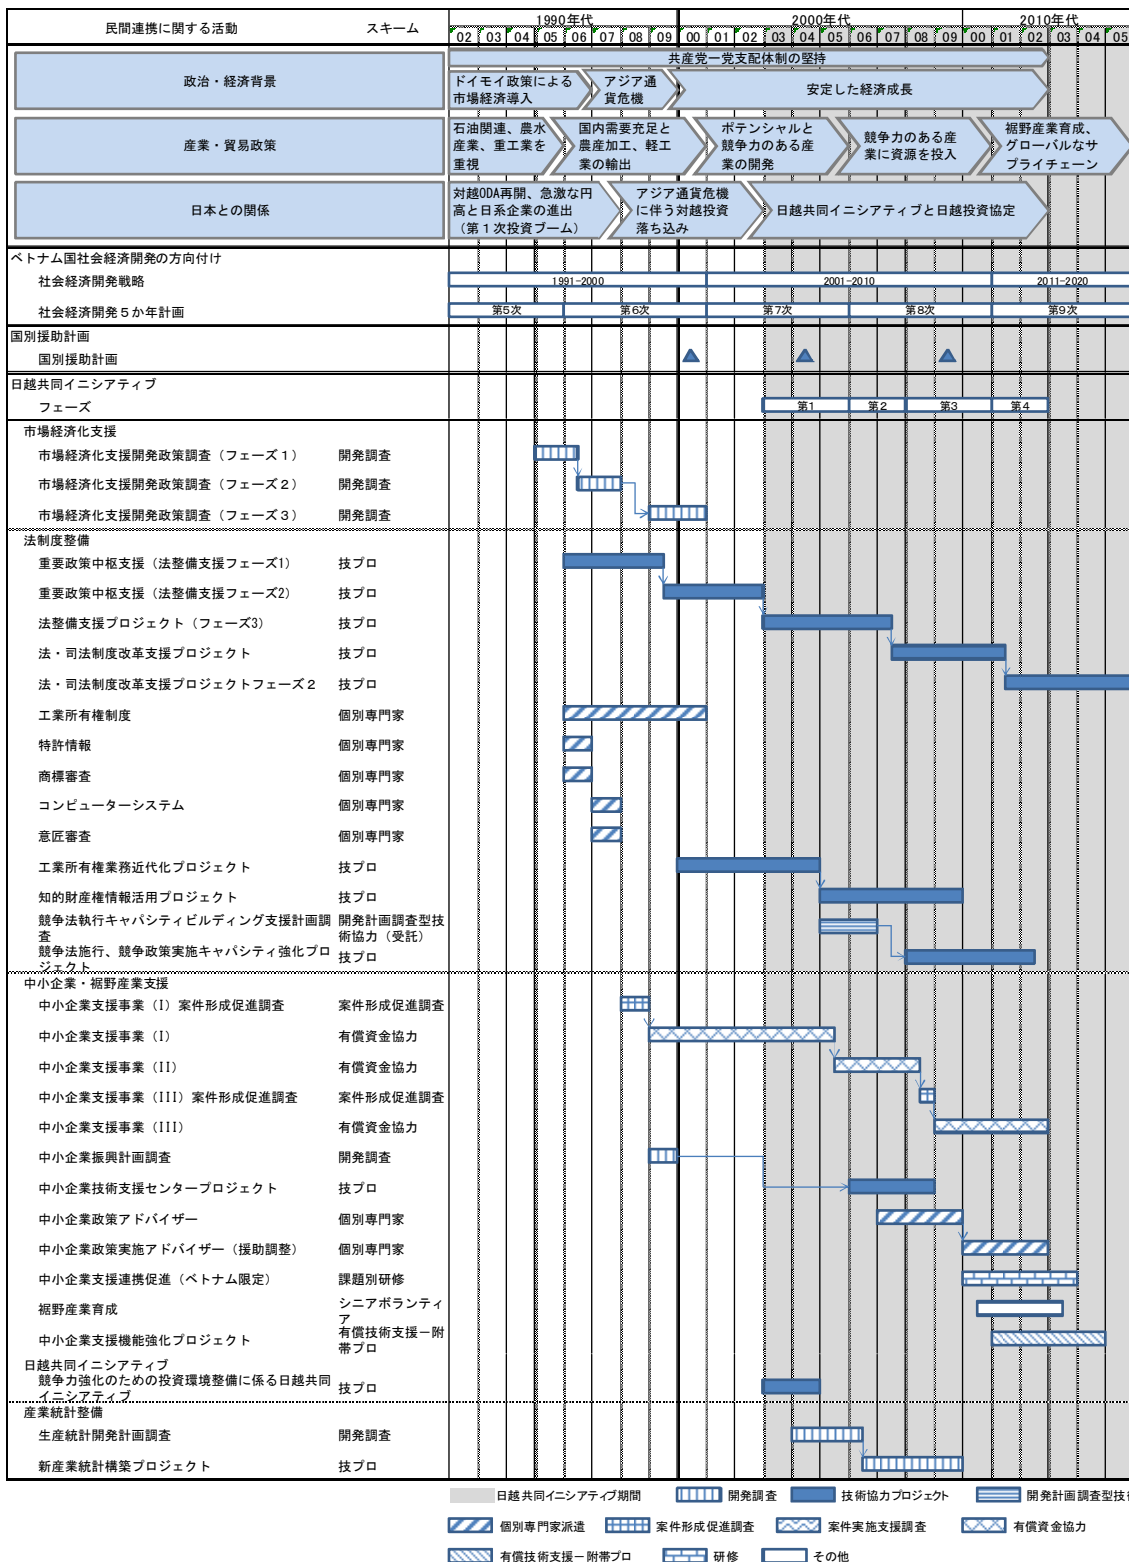 民間連携に関する活動 スキーム 1990年代 2000年代 2010年代
02 03 04 05 06 07 08 09 00 01 02 03 04 05 06 07 08 09 00 01 02 03 04 05
共産党一党支配体制の堅持
政治・経済背景
ドイモイ政策による
市場経済導入
アジア通
貨危機
安定した経済成長
産業・貿易政策
石油関連、農水
産業、重工業を
重視
国内需要充足と
農産加工、軽工
業の輸出
ポテンシャルと
競争力のある産
業の開発
競争力のある産
業に資源を投入
裾野産業育成、
グローバルなサ
プライチェーン
日本との関係
対越ODA再開、急激な円
高と日系企業の進出
(第1次投資ブーム)
アジア通貨危機
に伴う対越投資
落ち込み
日越共同イニシアティブと日越投資協定
ベトナム国社会経済開発の方向付け
社会経済開発戦略 1991-2000 2001-2010 2011-2020
社会経済開発5か年計画 第5次 第6次 第7次 第8次 第9次
国別援助計画
国別援助計画
日越共同イニシアティブ
フェーズ 第1 第2 第3 第4
市場経済化支援
市場経済化支援開発政策調査(フェーズ1) 開発調査
市場経済化支援開発政策調査(フェーズ2) 開発調査
市場経済化支援開発政策調査(フェーズ3) 開発調査
法制度整備
重要政策中枢支援(法整備支援フェーズ1) 技プロ
重要政策中枢支援(法整備支援フェーズ2) 技プロ
法整備支援プロジェクト(フェーズ3) 技プロ
法・司法制度改革支援プロジェクト 技プロ
法・司法制度改革支援プロジェクトフェーズ2 技プロ
工業所有権制度 個別専門家
特許情報 個別専門家
商標審査 個別専門家
コンピューターシステム 個別専門家
意匠審査 個別専門家
工業所有権業務近代化プロジェクト 技プロ
知的財産権情報活用プロジェクト 技プロ
競争法執行キャパシティビルディング支援計画調 開発計画調査型技
査 術協力(受託)
競争法施行、競争政策実施キャパシティ強化プロ 技プロ
ジェクト
中小企業・裾野産業支援
中小企業支援事業(I)案件形成促進調査 案件形成促進調査
中小企業支援事業(I) 有償資金協力
中小企業支援事業(II) 有償資金協力
中小企業支援事業(III)案件形成促進調査 案件形成促進調査
中小企業支援事業(III) 有償資金協力
中小企業振興計画調査 開発調査
中小企業技術支援センタープロジェクト 技プロ
中小企業政策アドバイザー 個別専門家
中小企業政策実施アドバイザー(援助調整) 個別専門家
中小企業支援連携促進(ベトナム限定) 課題別研修
裾野産業育成 シニアボランティ
ア
中小企業支援機能強化プロジェクト 有償技術支援-附
帯プロ
日越共同イニシアティブ
競争力強化のための投資環境整備に係る日越共同 技プロ
イニシアティブ
産業統計整備
生産統計開発計画調査 開発調査
新産業統計構築プロジェクト 技プロ
日越共同イニシアティブ期間 開発調査 技術協力プロジェクト 開発計画調査型技
個別専門家派遣 案件形成促進調査 案件実施支援調査 有償資金協力
有償技術支援-附帯プロ 研修 その他